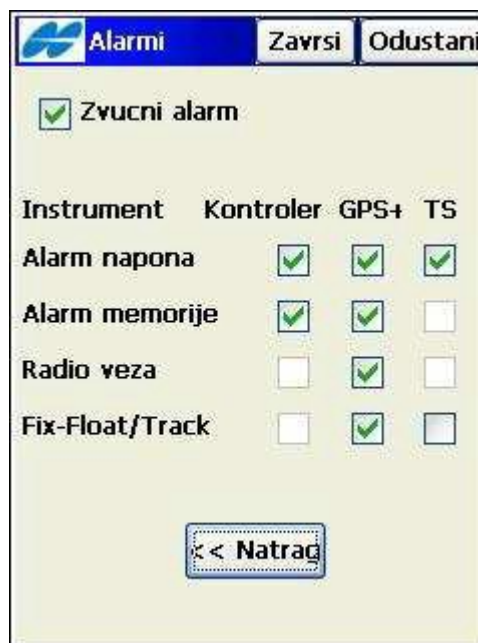 Alarmi Zavrsi Odustani
Zvucni alarm
Instrument Kontroler GPS+ TS
Alarm napona
Alarm memorije
Radio veza
Fix-Float/Track
<< Natrag